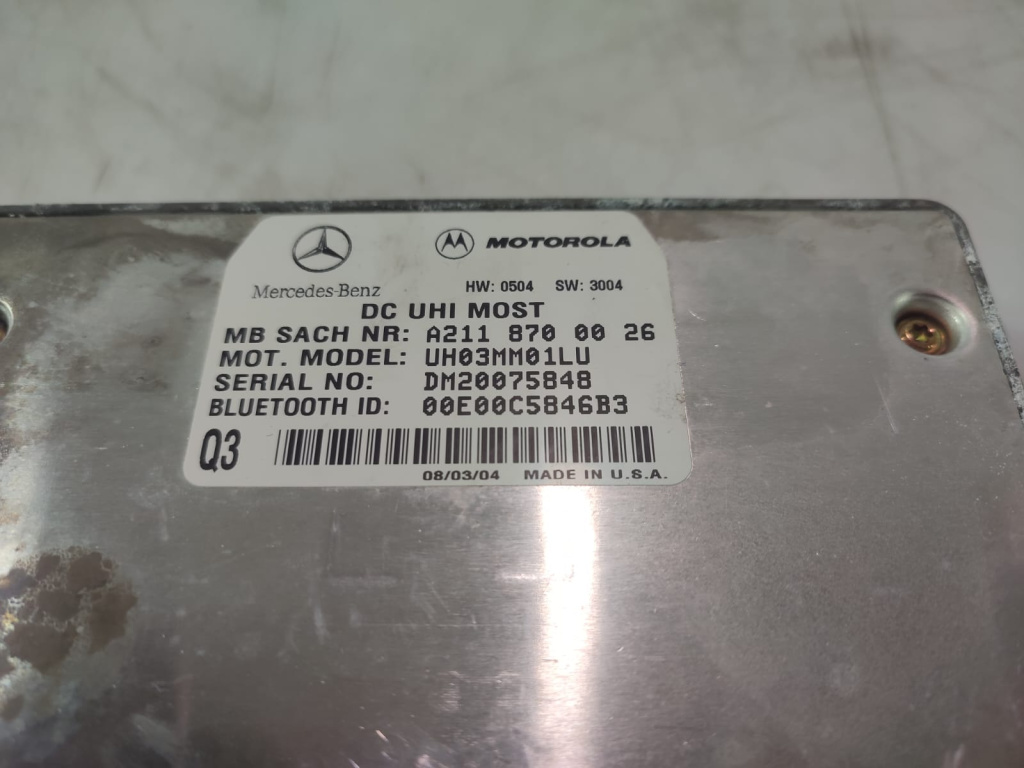 MOTOROLA
Mercedes-Benz
HW: 0504 SW: 3004
DC UHI MOST
MB SACH NR: A211 870 00 26
MOT. MODEL: UH03MM01LU
SERIAL NO: DM20075848
BLUETOOTH ID: 00E00C5846B3
Q3
08/03/04 MADE IN U.S.A.